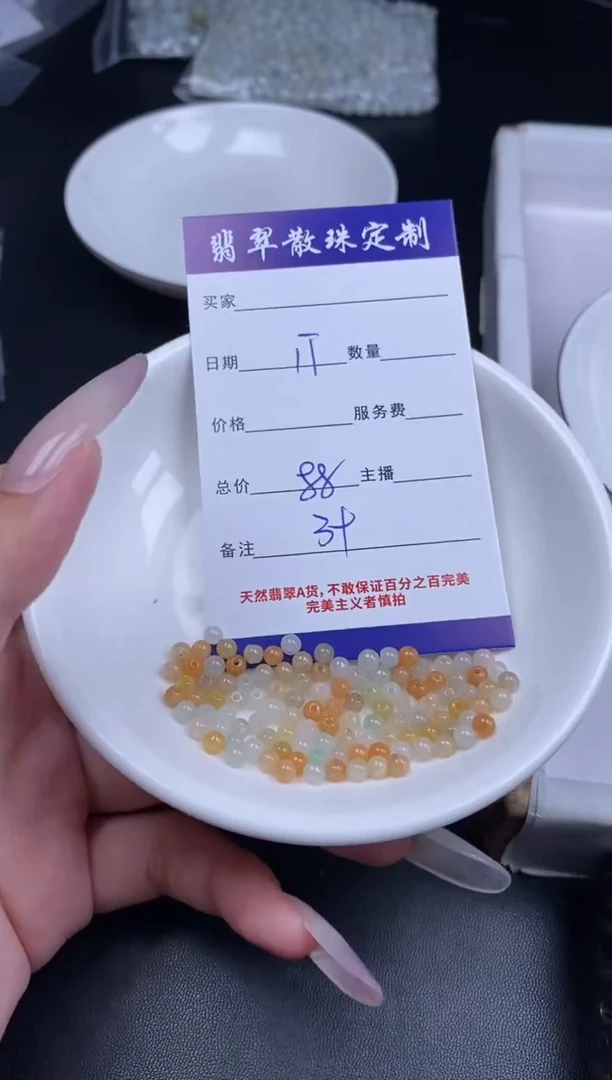 翡翠散珠定制
买家
日期 数量
价格 服务费
总价 88 主播
备注
天然翡翠A货,不敢保证百分之百完美
完美主义者慎拍